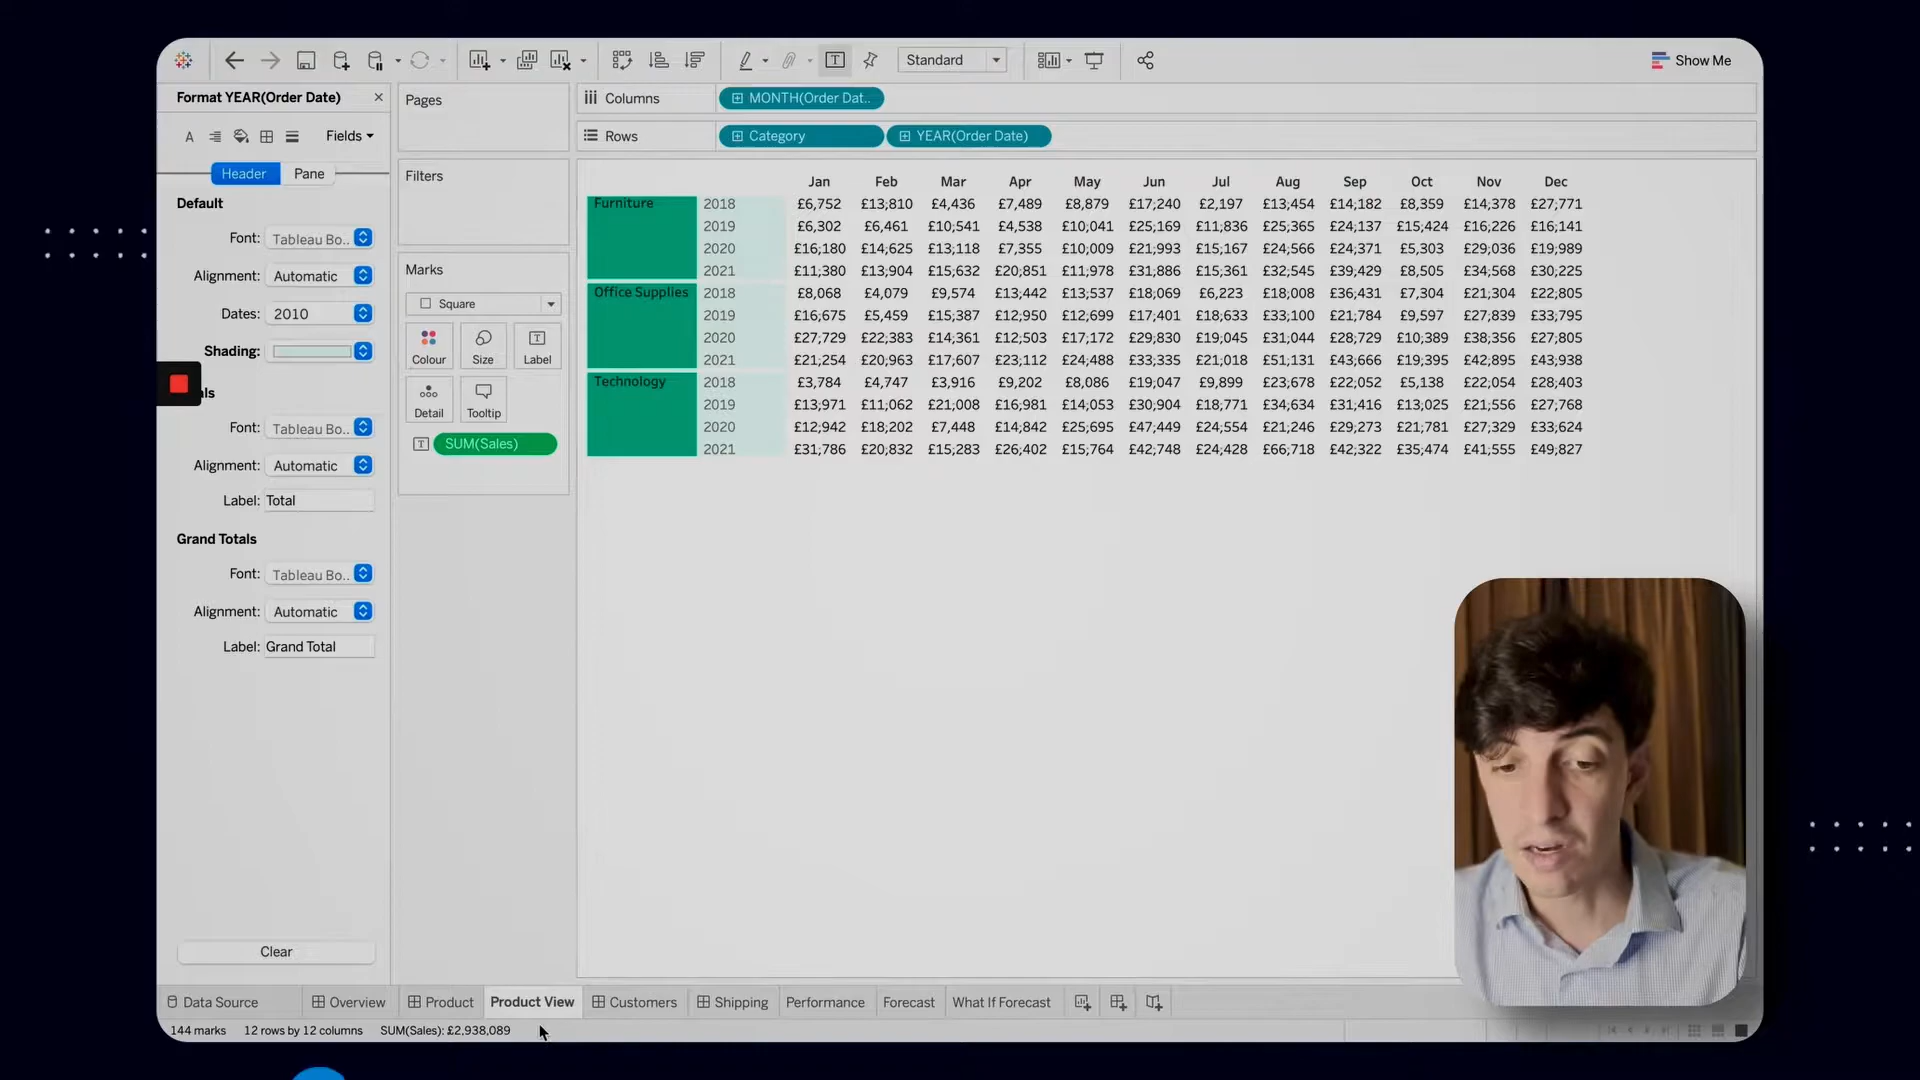 Standard
Show Me
Format YEAR(Order Date)
Fields
Header
Pane
Default
Font: Tableau Bo..
Alignment: Automatic
Dates: 2010
Shading:
als
Font: Tableau Bo..
Alignment: Automatic
Label: Total
Grand Totals
Font: Tableau Bo..
Alignment: Automatic
Label: Grand Total
Clear
Pages
Filters
Marks
Square
Colour Size Label
Detail Tooltip
SUM(Sales)
Columns MONTH(Order Dat..
Rows Category YEAR(Order Date)
Jan Feb Mar Apr May Jun Jul Aug Sep Oct Nov Dec
Furniture 2018 £6,752 £13,810 £4,436 £7,489 £8,879 £17,240 £2,197 £13,454 £14,182 £8,359 £14,378 £27,771
2019 £6,302 £6,461 £10,541 £4,538 £10,041 £25,169 £11,836 £25,365 £24,137 £15,424 £16,226 £16,141
2020 £16,180 £14,625 £13,118 £7,355 £10,009 £21,993 £15,167 £24,566 £24,371 £5,303 £29,036 £19,989
2021 £11,380 £13,904 £15,632 £20,851 £11,978 £31,886 £15,361 £32,545 £39,429 £8,505 £34,568 £30,225
Office Supplies 2018 £8,068 £4,079 £9,574 £13,442 £13,537 £18,069 £6,223 £18,008 £36,431 £7,304 £21,304 £22,805
2019 £16,675 £5,459 £15,387 £12,950 £12,699 £17,401 £18,633 £33,100 £21,784 £9,597 £27,839 £33,795
2020 £27,729 £22,383 £14,361 £12,503 £17,172 £29,830 £19,045 £31,044 £28,729 £10,389 £38,356 £27,805
2021 £21,254 £20,963 £17,607 £23,112 £24,488 £33,335 £21,018 £51,131 £43,666 £19,395 £42,895 £43,938
Technology 2018 £3,784 £4,747 £3,916 £9,202 £8,086 £19,047 £9,899 £23,678 £22,052 £5,138 £22,054 £28,403
2019 £13,971 £11,062 £21,008 £16,981 £14,053 £30,904 £18,771 £34,634 £31,416 £13,025 £21,556 £27,768
2020 £12,942 £18,202 £7,448 £14,842 £25,695 £47,449 £24,554 £21,246 £29,273 £21,781 £27,329 £33,624
2021 £31,786 £20,832 £15,283 £26,402 £15,764 £42,748 £24,428 £66,718 £42,322 £35,474 £41,555 £49,827
Data Source Overview Product Product View Customers Shipping Performance Forecast What If Forecast
144 marks 12 rows by 12 columns SUM(Sales): £2,938,089